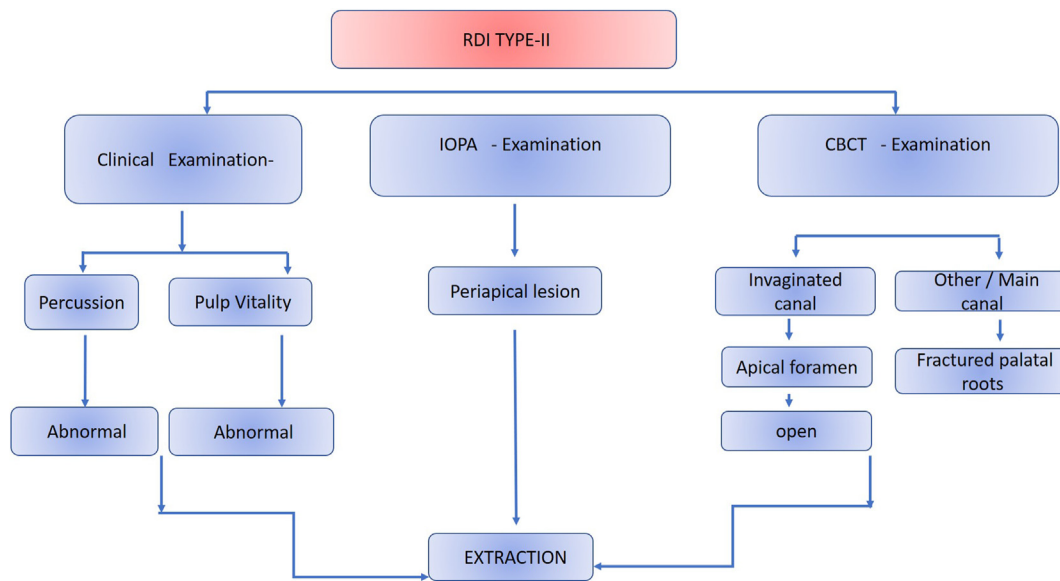 RDI TYPE-II
Clinical Examination-
IOPA - Examination
CBCT - Examination
Percussion
Pulp Vitality
Periapical lesion
Invaginated
canal
Other / Main
canal
Apical foramen
Fractured palatal
roots
Abnormal
Abnormal
open
EXTRACTION